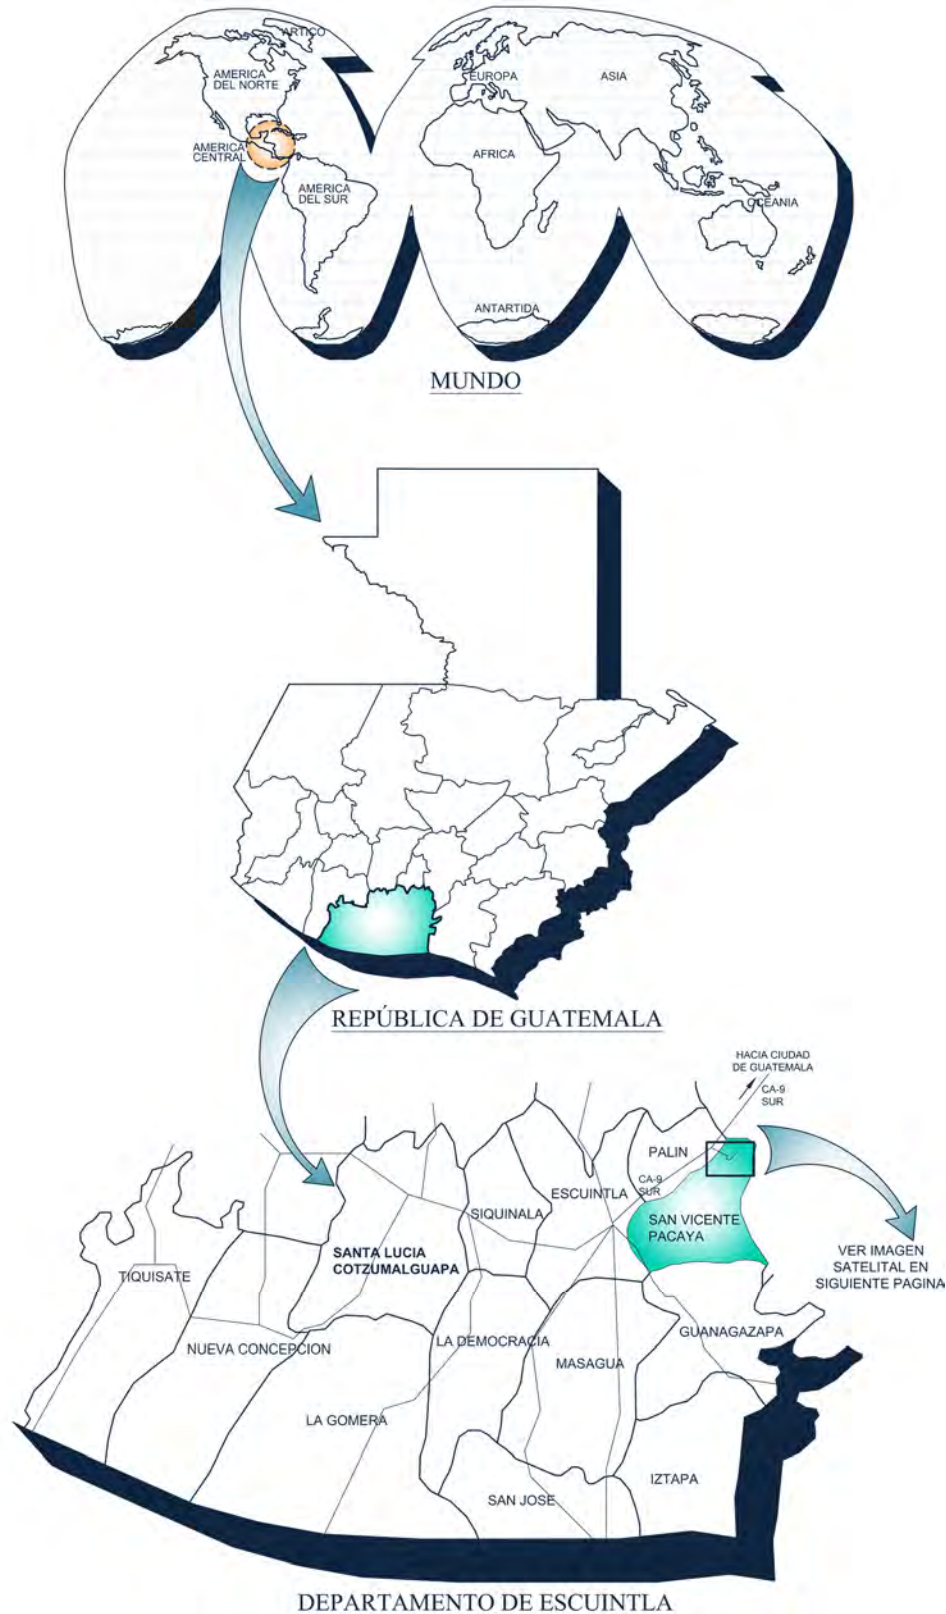 ARTICO
AMERICA
DEL NORTE
EUROPA
ASIA
AMERICA
CENTRAL
AFRICA
AMERICA
DEL SUR
OCEANIA
ANTARTIDA
MUNDO
REPÚBLICA DE GUATEMALA
HACIA CIUDAD
DE GUATEMALA
CA-9
SUR
PALIN
CA-9
SUR
ESCUINTLA
SIQUINALA
SAN VICENTE
PACAYA
SANTA LUCIA
COTZUMALGUAPA
VER IMAGEN
SATELITAL EN
SIGUIENTE PAGINA
TIQUISATE
NUEVA CONCEPCION
LA DEMOCRACIA
GUANAGAZAPA
MASAGUA
LA GOMERA
IZTAPA
SAN JOSE
DEPARTAMENTO DE ESCUINTLA